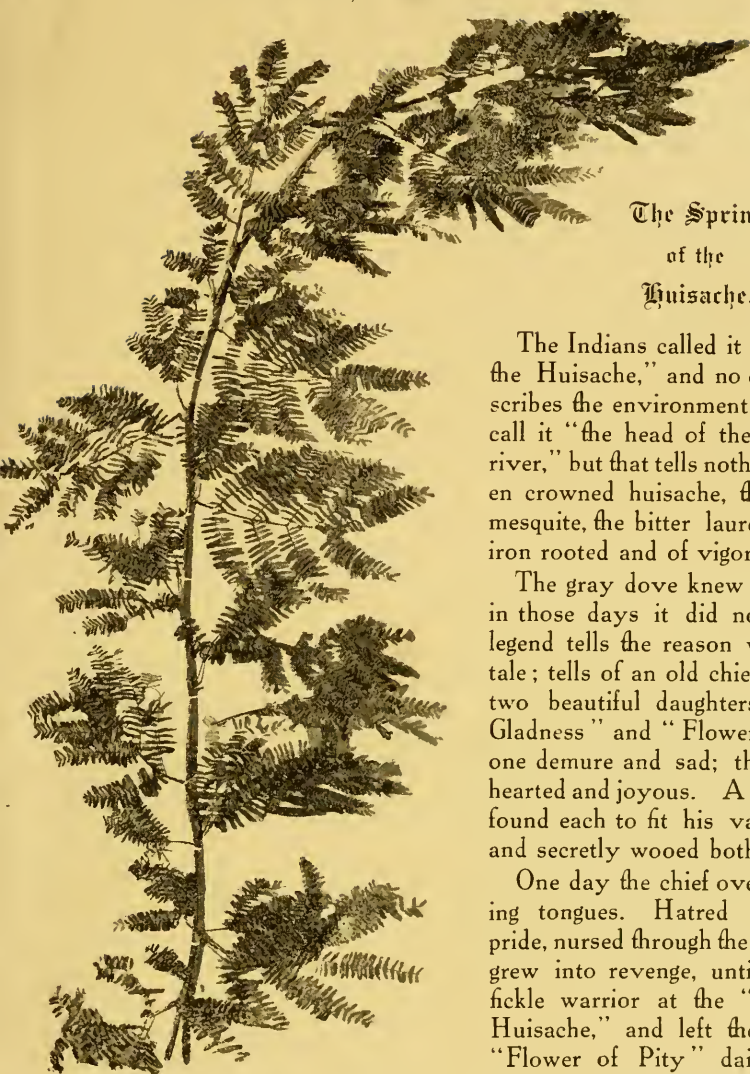 The Sprin
of the
Huisache.
The Indians called it
the Huisache,” and no
scribes the environment
call it “the head of the
river,” but that tells noth
en crowned huisache, th
mesquite, the bitter laur
iron rooted and of vigor
The gray dove knew
in those days it did ne
legend tells the reason
tale; tells of an old chie
two beautiful daughters
Gladness” and “Flower
one demure and sad; th
hearted and joyous. A
found each to fit his va
and secretly wooed both
One day the chief ove
ing tongues. Hatred
pride, nursed through the
grew into revenge, unti
fickle warrior at the “
Huisache,” and left the
“Flower of Pity” dai